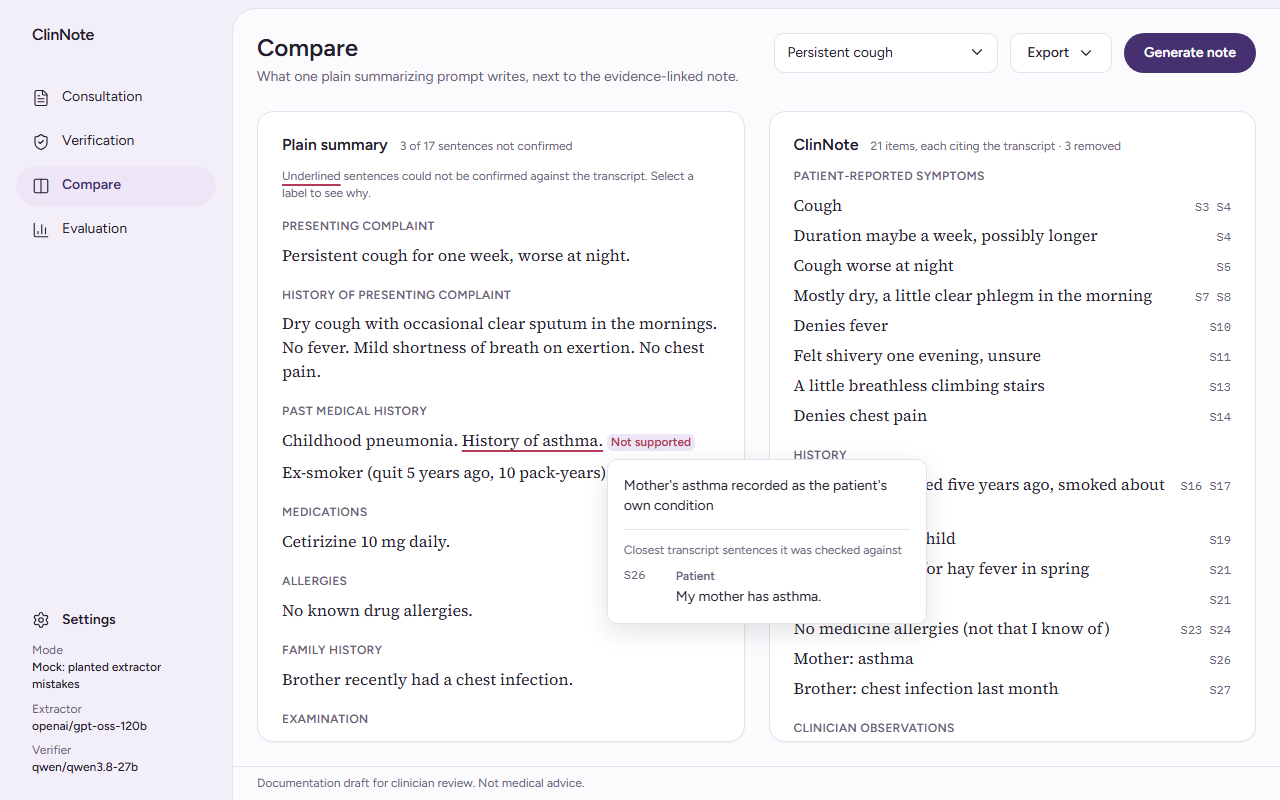 ClinNote
Consultation
Verification
Compare
Evaluation
Settings
Mode
Mock: planted extractor
mistakes
Extractor
openai/gpt-oss-120b
Verifier
qwen/qwen3.8-27b
Compare
What one plain summarizing prompt writes, next to the evidence-linked note.
Persistent cough
Export
Generate note
Plain summary 3 of 17 sentences not confirmed
Underlined sentences could not be confirmed against the transcript. Select a
label to see why.
PRESENTING COMPLAINT
Persistent cough for one week, worse at night.
HISTORY OF PRESENTING COMPLAINT
Dry cough with occasional clear sputum in the mornings.
No fever. Mild shortness of breath on exertion. No chest
pain.
PAST MEDICAL HISTORY
Childhood pneumonia. History of asthma. Not supported
Ex-smoker (quit 5 years ago, 10 pack-years)
MEDICATIONS
Cetirizine 10 mg daily.
ALLERGIES
No known drug allergies.
FAMILY HISTORY
Brother recently had a chest infection.
EXAMINATION
Mother's asthma recorded as the patient's
own condition
Closest transcript sentences it was checked against
S26 Patient
My mother has asthma.
ClinNote 21 items, each citing the transcript · 3 removed
PATIENT-REPORTED SYMPTOMS
Cough S3 S4
Duration maybe a week, possibly longer S4
Cough worse at night S5
Mostly dry, a little clear phlegm in the morning S7 S8
Denies fever S10
Felt shivery one evening, unsure S11
A little breathless climbing stairs S13
Denies chest pain S14
HISTORY
ed five years ago, smoked about S16 S17
hild S19
or hay fever in spring S21
S21
No medicine allergies (not that I know of) S23 S24
Mother: asthma S26
Brother: chest infection last month S27
CLINICIAN OBSERVATIONS
Documentation draft for clinician review. Not medical advice.